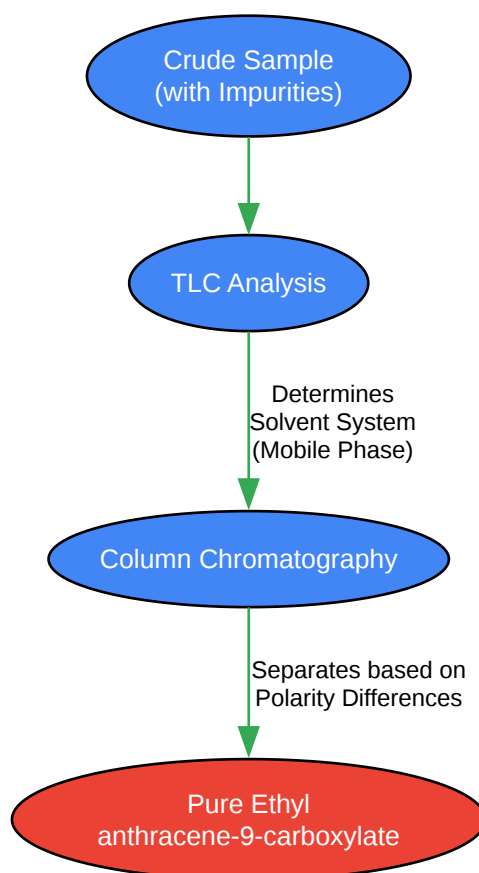 Crude Sample
(with Impurities)
TLC Analysis
Determines
Solvent System
(Mobile Phase)
Column Chromatography
Separates based on
Polarity Differences
Pure Ethyl
anthracene-9-carboxylate